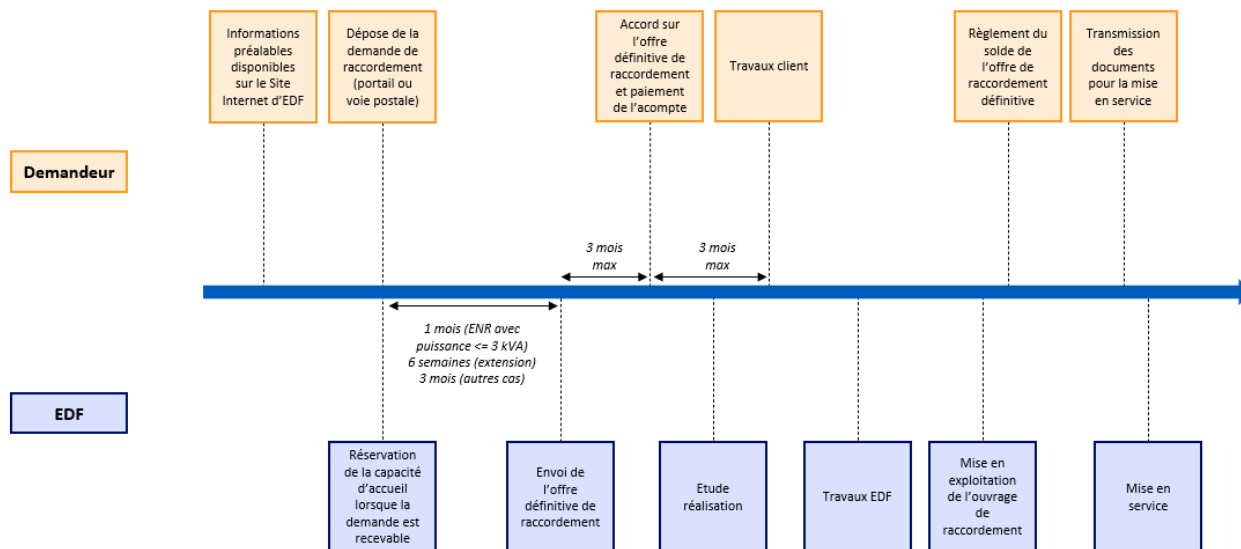 Informations
préalables
disponibles
sur le Site
Internet d'EDF
Dépose de la
demande de
raccordement
(portail ou
voie postale)
Accord sur
l'offre
définitive de
raccordement
et paiement
de l'acompte
Travaux client
Règlement du
solde de
l'offre de
raccordement
définitive
Transmission
des
documents
pour la mise
en service
Demandeur
3 mois
max
3 mois
max
1 mois (ENR avec
puissance <= 3 kVA)
6 semaines (extension)
3 mois (autres cas)
EDF
Réservation
de la capacité
d'accueil
lorsque la
demande est
recevable
Envoi de
l'offre
définitive de
raccordement
Etude
réalisation
Travaux EDF
Mise en
exploitation
de l'ouvrage
de
raccordement
Mise en
service